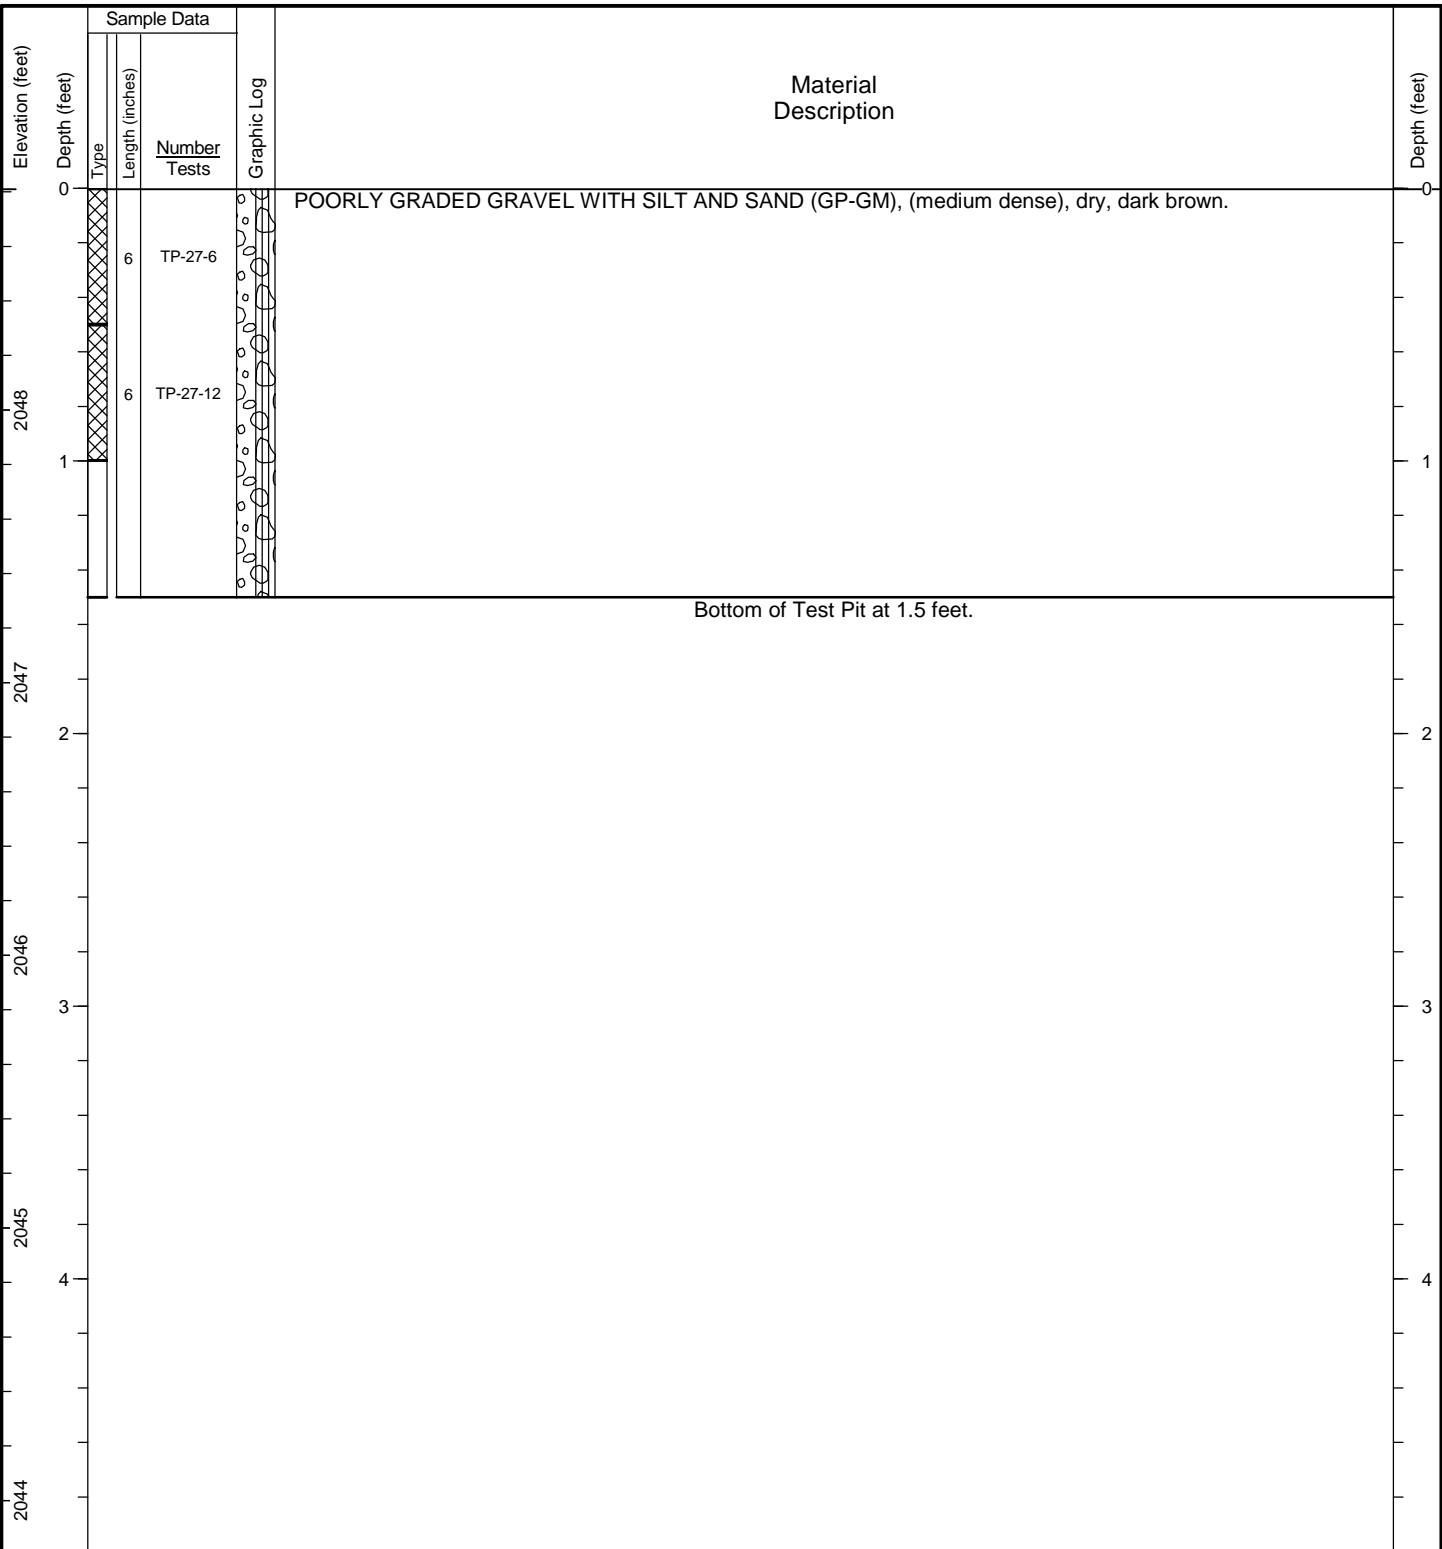 Sample Data
Elevation (feet)
Depth (feet)
Type
Length (inches)
Number
Tests
Graphic Log
Material
Description
Depth (feet)
0
POORLY GRADED GRAVEL WITH SILT AND SAND (GP-GM), (medium dense), dry, dark brown.
0
6
TP-27-6
6
TP-27-12
2048
1
1
Bottom of Test Pit at 1.5 feet.
2047
2
2
2046
3
3
2045
4
4
2044